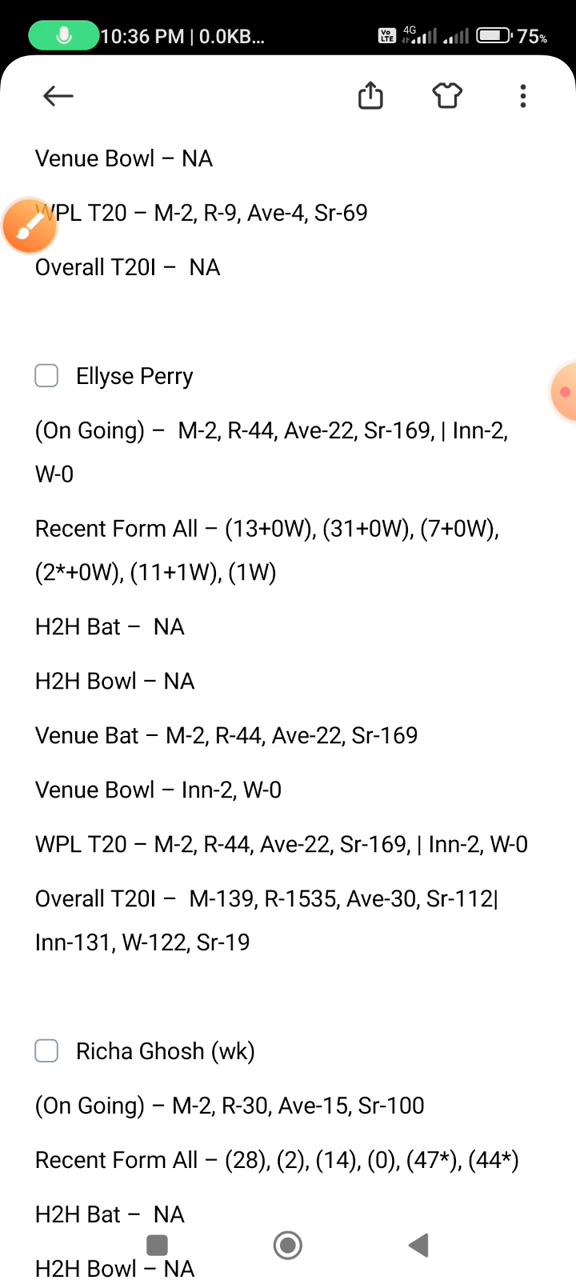 10:36 PM | 0.0KB... Vo LTE 4G 75%
Venue Bowl – NA
WPL T20 – M-2, R-9, Ave-4, Sr-69
Overall T20I – NA
Ellyse Perry
(On Going) – M-2, R-44, Ave-22, Sr-169, | Inn-2,
W-0
Recent Form All – (13+0W), (31+0W), (7+0W),
(2*+0W), (11+1W), (1W)
H2H Bat – NA
H2H Bowl – NA
Venue Bat – M-2, R-44, Ave-22, Sr-169
Venue Bowl – Inn-2, W-0
WPL T20 – M-2, R-44, Ave-22, Sr-169, | Inn-2, W-0
Overall T20I – M-139, R-1535, Ave-30, Sr-112|
Inn-131, W-122, Sr-19
Richa Ghosh (wk)
(On Going) – M-2, R-30, Ave-15, Sr-100
Recent Form All – (28), (2), (14), (0), (47*), (44*)
H2H Bat – NA
H2H Bowl – NA